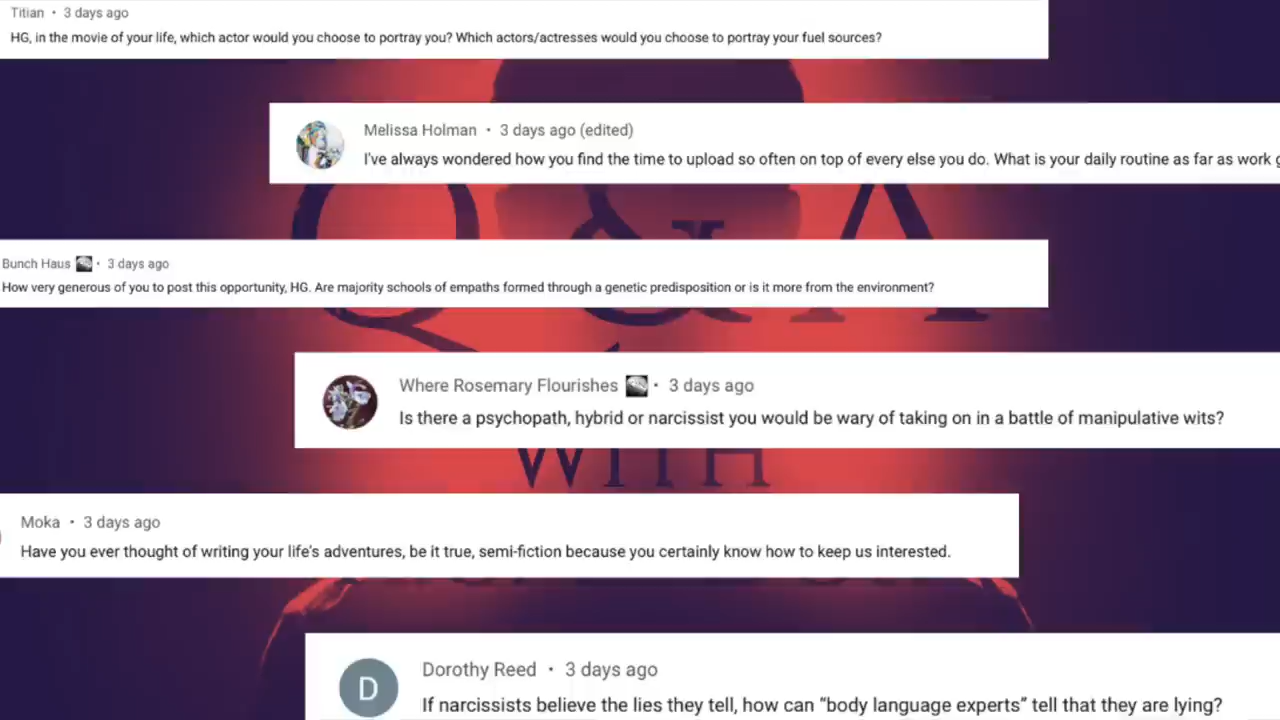 Titian • 3 days ago
HG, in the movie of your life, which actor would you choose to portray you? Which actors/actresses would you choose to portray your fuel sources?
Melissa Holman • 3 days ago (edited)
I've always wondered how you find the time to upload so often on top of every else you do. What is your daily routine as far as work
Q & A
Bunch Haus • 3 days ago
How very generous of you to post this opportunity, HG. Are majority schools of empaths formed through a genetic predisposition or is it more from the environment?
Where Rosemary Flourishes • 3 days ago
Is there a psychopath, hybrid or narcissist you would be wary of taking on in a battle of manipulative wits?
WITH
Moka • 3 days ago
Have you ever thought of writing your life's adventures, be it true, semi-fiction because you certainly know how to keep us interested.
D
Dorothy Reed • 3 days ago
If narcissists believe the lies they tell, how can “body language experts” tell that they are lying?